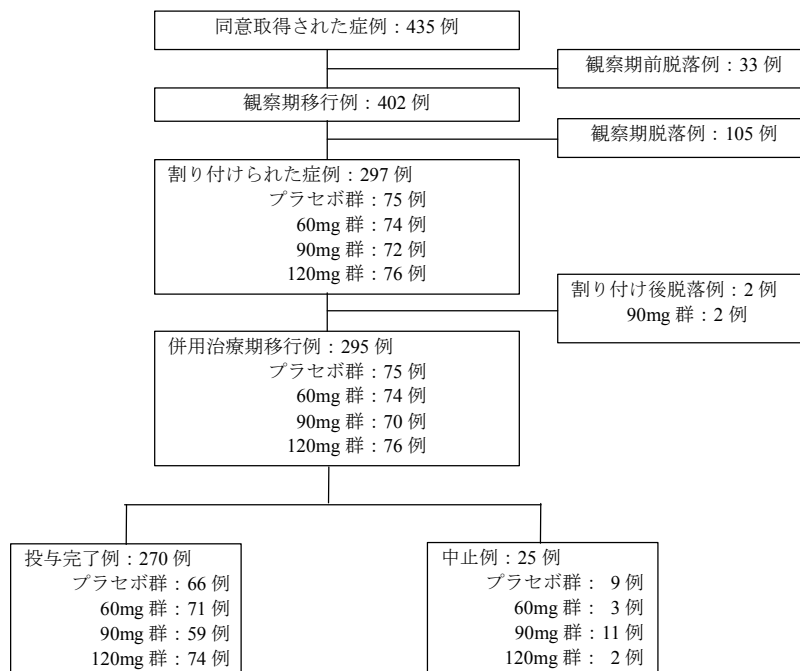 同意取得された症例：435 例
観察期前脱落例：33 例
観察期移行例：402 例
観察期脱落例：105 例
割り付けられた症例：297 例
プラセボ群：75 例
60mg 群：74 例
90mg 群：72 例
120mg 群：76 例
割り付け後脱落例：2 例
90mg 群：2 例
併用治療期移行例：295 例
プラセボ群：75 例
60mg 群：74 例
90mg 群：70 例
120mg 群：76 例
投与完了例：270 例
プラセボ群：66 例
60mg 群：71 例
90mg 群：59 例
120mg 群：74 例
中止例：25 例
プラセボ群： 9 例
60mg 群： 3 例
90mg 群：11 例
120mg 群： 2 例